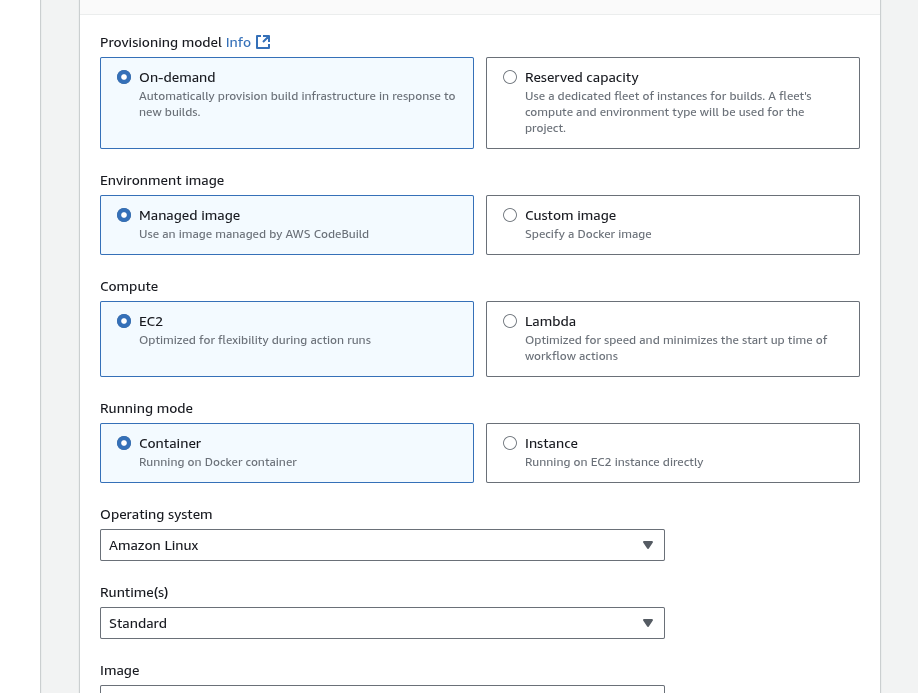 Provisioning model Info
On-demand
Automatically provision build infrastructure in response to
new builds.
Reserved capacity
Use a dedicated fleet of instances for builds. A fleet's
compute and environment type will be used for the
project.
Environment image
Managed image
Use an image managed by AWS CodeBuild
Custom image
Specify a Docker image
Compute
EC2
Optimized for flexibility during action runs
Lambda
Optimized for speed and minimizes the start up time of
workflow actions
Running mode
Container
Running on Docker container
Instance
Running on EC2 instance directly
Operating system
Amazon Linux
Runtime(s)
Standard
Image